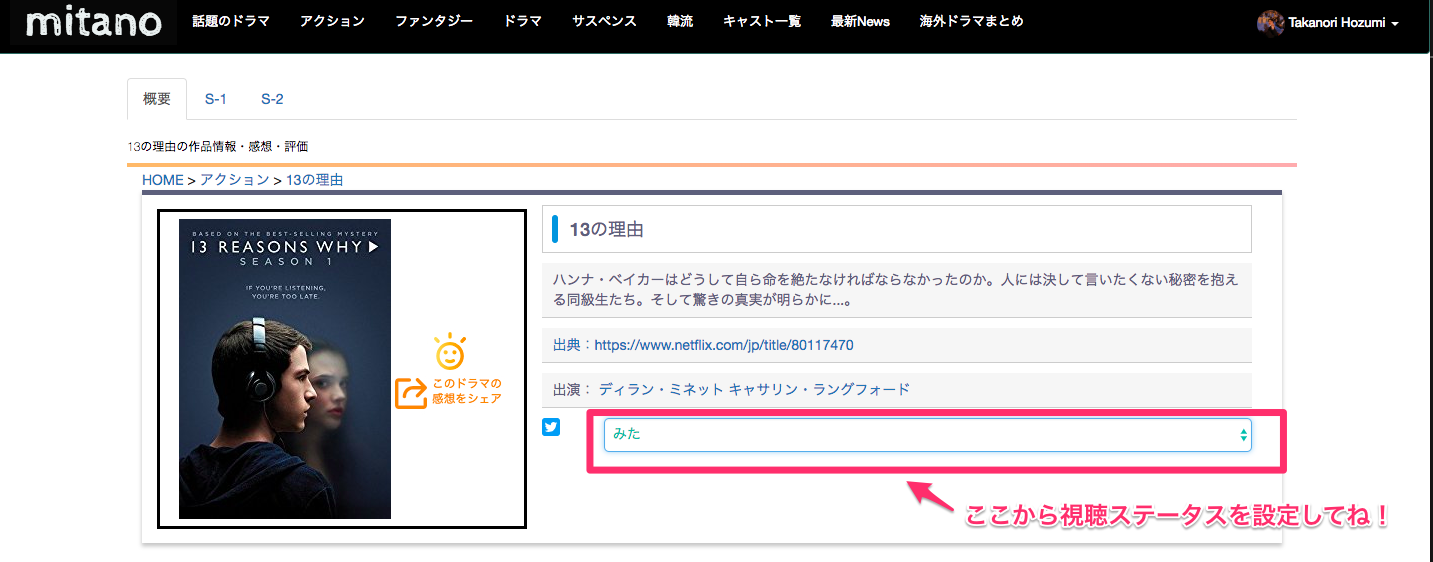 mitano 話題のドラマ アクション ファンタジー ドラマ サスペンス 韓流 キャスト一覧 最新News 海外ドラマまとめ Takanori Hozumi
概要 S-1 S-2
13の理由の作品情報・感想・評価
HOME > アクション > 13の理由
BASED ON THE BEST-SELLING MYSTERY
13 REASONS WHY
SEASON 1
IF YOU'RE LISTENING,
YOU'RE TOO LATE.
このドラマの
感想をシェア
13の理由
ハンナ・ベイカーはどうして自ら命を絶たなければならなかったのか。人には決して言いたくない秘密を抱え
る同級生たち。そして驚きの真実が明らかに...。
出典：https://www.netflix.com/jp/title/80117470
出演： ディラン・ミネット キャサリン・ラングフォード
みた
ここから視聴ステータスを設定してね！